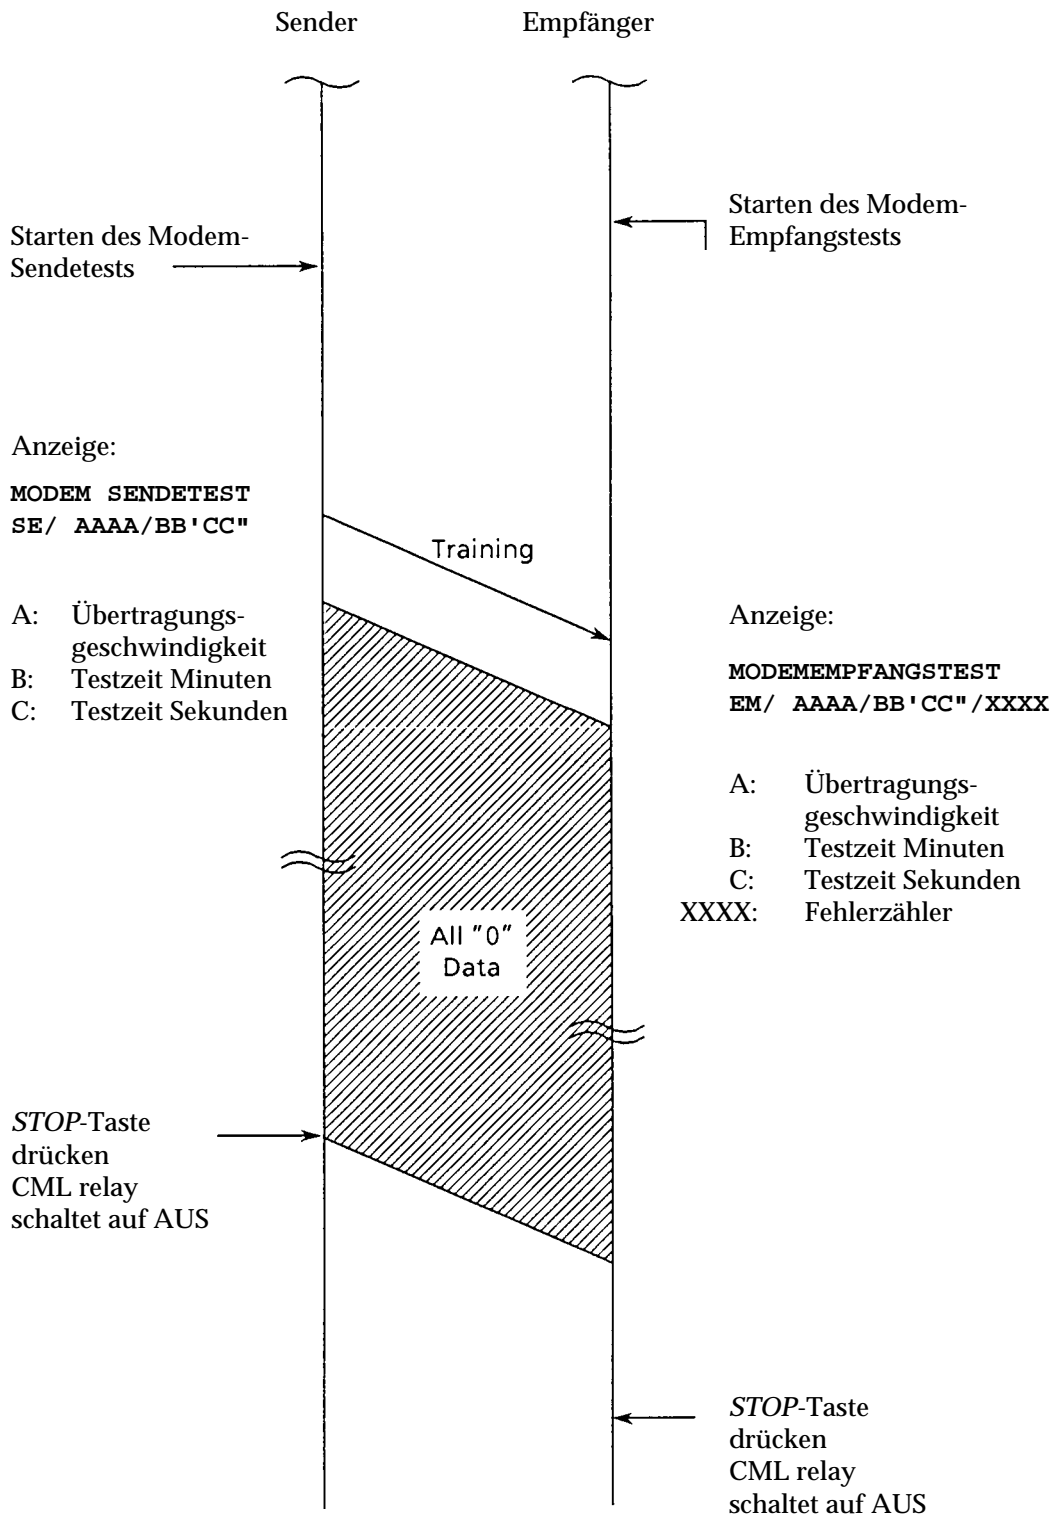 Sender
Empfänger
Starten des Modem-
Sendetests
Starten des Modem-
Empfangstests
Anzeige:
MODEM SENDETEST
SE/ AAAA/BB'CC"
Training
A: Übertragungs-
geschwindigkeit
B: Testzeit Minuten
C: Testzeit Sekunden
Anzeige:
MODEMEMPFANGSTEST
EM/ AAAA/BB'CC"/XXXX
A: Übertragungs-
geschwindigkeit
B: Testzeit Minuten
C: Testzeit Sekunden
XXXX: Fehlerzähler
All "0"
Data
STOP-Taste
drücken
CML relay
schaltet auf AUS
STOP-Taste
drücken
CML relay
schaltet auf AUS